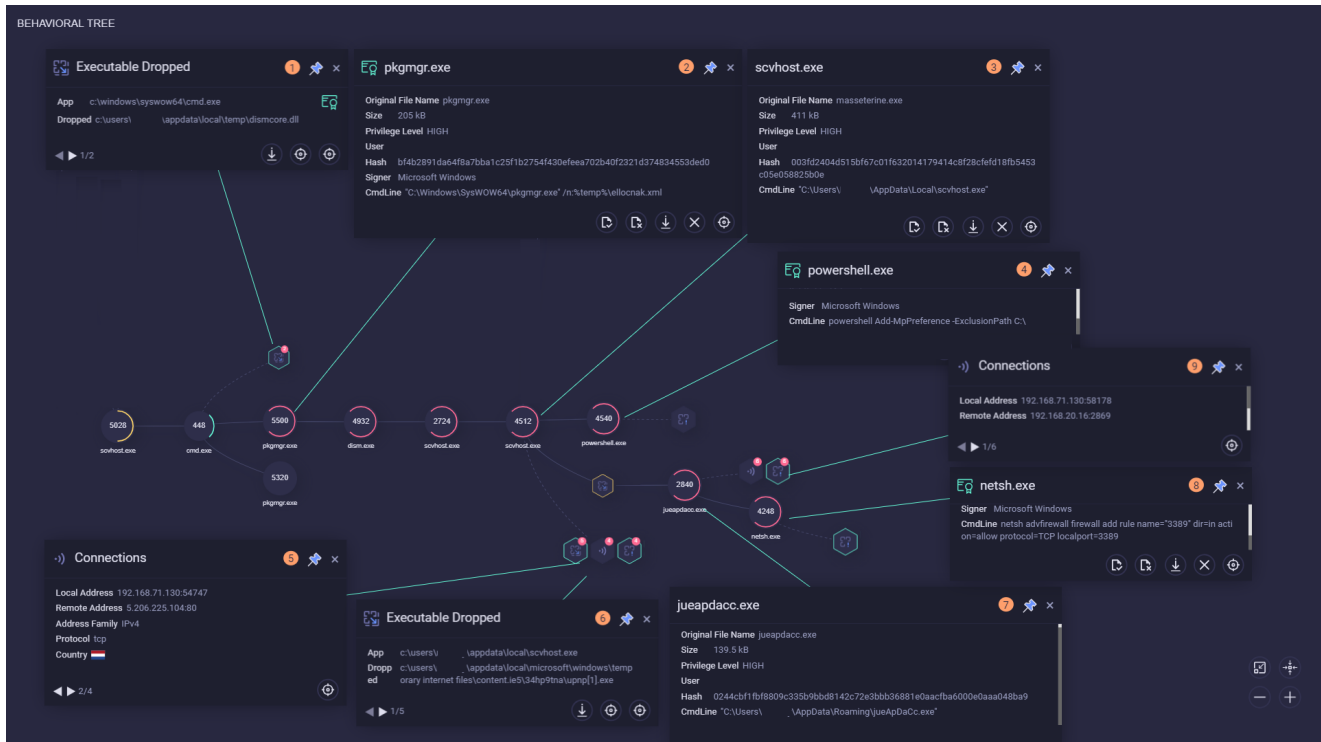 BEHAVIORAL TREE
Executable Dropped
1
App c:\windows\syswow64\cmd.exe
Dropped c:\users\ \appdata\local\temp\dismcore.dll
1/2
pkgmgr.exe
2
Original File Name pkgmgr.exe
Size 205 kB
Privilege Level HIGH
User
Hash bf4b2891da64f8a7bba1c25f1b2754f430efeea702b40f2321d374834553ded0
Signer Microsoft Windows
CmdLine "C:\Windows\SysWOW64\pkgmgr.exe" /n:%temp%\ellocnak.xml
scvhost.exe
3
Original File Name masseterine.exe
Size 411 kB
Privilege Level HIGH
User
Hash 003fd2404d515bf67c01f632014179414c8f28cfefd18fb5453
c05e058825b0e
CmdLine "C:\Users\ \AppData\Local\scvhost.exe"
powershell.exe
4
Signer Microsoft Windows
CmdLine powershell Add-MpPreference -ExclusionPath C:\
Connections
9
Local Address 192.168.71.130:58178
Remote Address 192.168.20.16:2869
1/6
5028
scvhost.exe
448
cmd.exe
5500
pkgmgr.exe
4932
dism.exe
2724
scvhost.exe
4512
scvhost.exe
4540
powershell.exe
5320
pkgmgr.exe
2840
jueapdacc.exe
4248
netsh.exe
netsh.exe
8
Signer Microsoft Windows
CmdLine netsh advfirewall firewall add rule name="3389" dir=in acti
on=allow protocol=TCP localport=3389
Connections
5
Local Address 192.168.71.130:54747
Remote Address 5.206.225.104:80
Address Family IPv4
Protocol tcp
Country
2/4
Executable Dropped
6
App c:\users\ \appdata\local\scvhost.exe
Dropp c:\users\ \appdata\local\microsoft\windows\temp
ed orary internet files\content.ie5\34hp9tna\upnp[1].exe
1/5
jueapdacc.exe
7
Original File Name jueapdacc.exe
Size 139.5 kB
Privilege Level HIGH
User
Hash 0244cbf1fbf8809c335b9bbd8142c72e3bbb36881e0aacfba6000e0aaa048ba9
CmdLine "C:\Users\ \AppData\Roaming\jueApDaCc.exe"